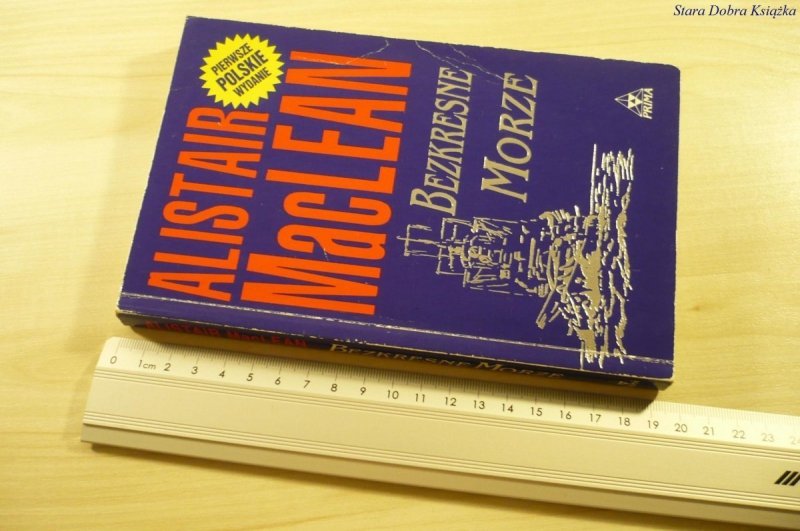 Stara Dobra Książka
PIERWSZE
POLSKIE
WYDANIE
ALISTAIR
MacLEAN
BEZKRESNE
MORZE
PRIMA
ALISTAIR MacLEAN BEZKRESNE MORZE
0 1cm 2 3 4 5 6 7 8 9 10 11 12 13 14 15 16 17 18 19 20 21 22 23 24